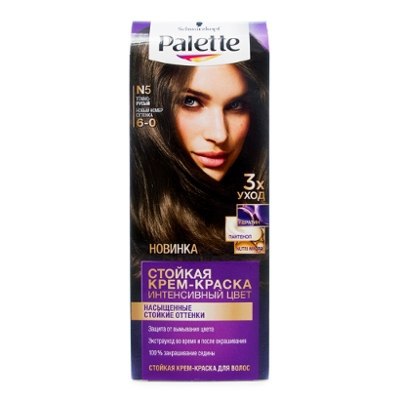 Schwarzkopf
Palette
N5
ТЕМНО-
РУСЫЙ
НОВЫЙ НОМЕР
ОТТЕНКА
6-0
3x
УХОД
КЕРАТИН
ПАНТЕНОЛ
НОВИНКА
СТОЙКАЯ
КРЕМ-КРАСКА
ИНТЕНСИВНЫЙ ЦВЕТ
НАСЫЩЕННЫЕ
СТОЙКИЕ ОТТЕНКИ
Защита от вымывания цвета
Экстрауход во время и после окрашивания
100% закрашивание седины
СТОЙКАЯ КРЕМ-КРАСКА ДЛЯ ВОЛОС